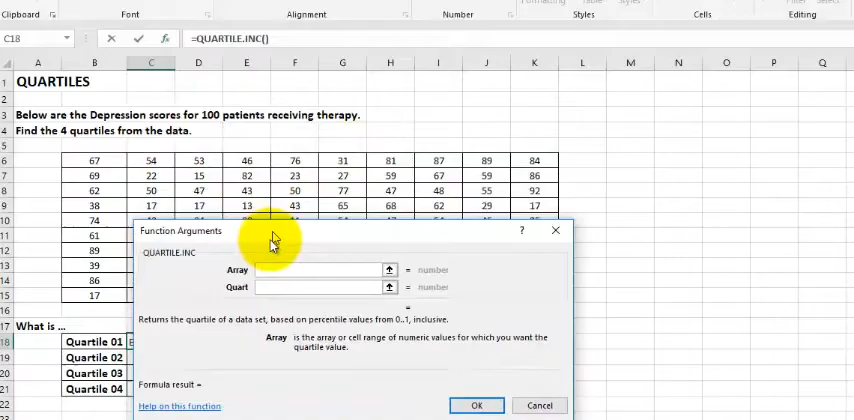 Clipboard Font Alignment Number Styles Cells Editing
C18 fx =QUARTILE.INC()
A B C D E F G H I J K L M N O P Q
1 QUARTILES
2
3 Below are the Depression scores for 100 patients receiving therapy.
4 Find the 4 quartiles from the data.
5
6 67 54 53 46 76 31 81 87 89 84
7 69 22 15 82 23 27 59 67 59 86
8 62 50 47 43 50 77 47 48 55 92
9 38 17 17 13 43 65 68 62 29 17
10 74
11 61
12 89
13 39
14 86
15 17
16
17 What is ...
18 Quartile 01
19 Quartile 02
20 Quartile 03
21 Quartile 04
22
Function Arguments ?
QUARTILE.INC
Array = number
Quart = number
=
Returns the quartile of a data set, based on percentile values from 0..1, inclusive.
Array is the array or cell range of numeric values for which you want the
quartile value.
Formula result =
Help on this function OK Cancel